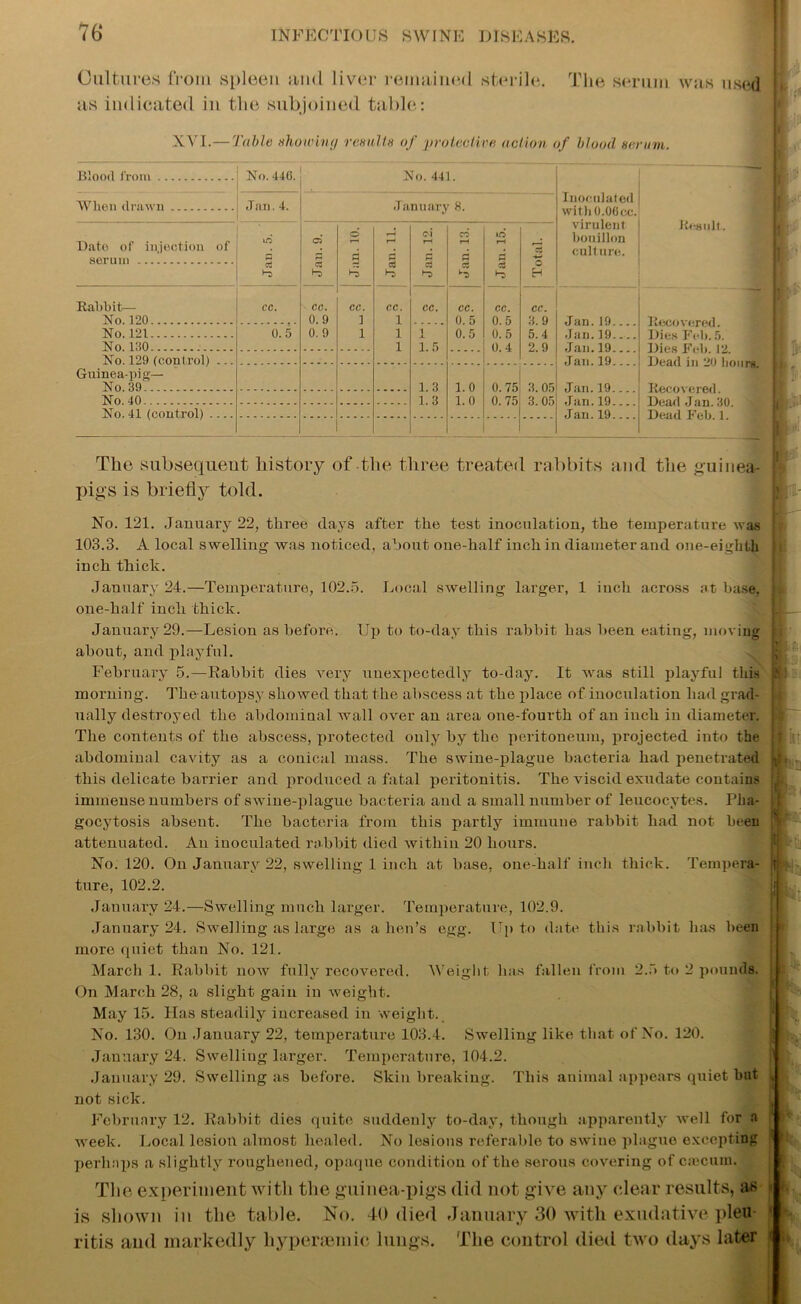 76 INFECTIOUS SWINE DISEASES.
Cultures from spleen and liver remained sterile. The serum was used
as indicated in the subjoined table:
XVI.—Table showing results of protective action of blood serum.
Blood from .......... No. 446. No. 441. Inoculated with 0.06 cc. virulent bouillon culture. Result.
When drawn .......... Jan. 4. January 8.
Date of injection of serum .......... Jan. 5. Jan. 9. Jan. 10. Jan. 11. Jan. 12. Jan. 13. Jan. 15. Total.
Rabbit— cc. cc. cc. cc. cc. cc. cc. cc.
No. 120.......... 0.9 1 1 ..... 0.5 0.5 3.9 Jan. 19.... Recovered.
No. 121.......... 0.5 0.9 1 1 1 0.5 0.5 5.4 Jan. 19.... Dies Feb. 5.
No. 130.......... 1 1.5 ..... 0.4 2.9 Jan. 19.... Dies Feb. 12.
No. 129 (control) ... Jan. 19.... Dead in 20 hours.
Guinea-pig—
No. 39.......... 1.3 1.0 0.75 3.05 Jan. 19.... Recovered.
No. 40.......... 1.3 1.0 0.75 3.05 Jan. 19.... Dead Jan. 30.
No. 41 (control) .... Jan. 19.... Dead Feb. 1.
The subsequent history of the three treated rabbits and the guinea-
pigs is briefly told.
No. 121. January 22, three days after the test inoculation, the temperature was
103.3. A local swelling was noticed, about one-half inch in diameter and one-eighth
inch thick.
January 24.—Temperature, 102.5. Local swelling larger, 1 inch across at base,
one-half inch thick.
January 29.—Lesion as before. Up to to-day this rabbit has been eating, moving
about, and playful.
February 5.—Rabbit dies very unexpectedly to-day. It was still playful this
morning. The autopsy showed that the abscess at the place of inoculation had grad-
ually destroyed the abdominal wall over an area one-fourth of an inch in diameter.
The contents of the abscess, protected only by the peritoneum, projected into the
abdominal cavity as a conical mass. The swine-plague bacteria had penetrated
this delicate barrier and produced a fatal peritonitis. The viscid exudate contains
immense numbers of swine-plague bacteria and a small number of leucocytes. Pha-
gocytosis absent. The bacteria from this partly immune rabbit had not been
attenuated. An inoculated rabbit died within 20 hours.
No. 120. On January 22, swelling 1 inch at base, one-half inch thick. Tempera-
ture, 102.2.
January 24.—Swelling much larger. Temperature, 102.9.
January 24. Swelling as large as a hen's egg. Up to date this rabbit has been
more quiet than No. 121.
March 1. Rabbit now fully recovered. Weight has fallen from 2.5 to 2 pounds.
On March 28, a slight gain in weight.
May 15. Has steadily increased in weight.
No. 130. On January 22, temperature 103.4. Swelling like that of No. 120.
January 24. Swelling larger. Temperature, 104.2.
January 29. Swelling as before. Skin breaking. This animal appears quiet but
not sick.
February 12. Rabbit dies quite suddenly to-day, though apparently well for a
week. Local lesion almost healed. No lesions referable to swine plague excepting
perhaps a slightly roughened, opaque condition of the serous covering of cæcum.
The experiment with the guinea-pigs did not give any clear results, as
is shown in the table. No. 40 died January 30 with exudative pleu-
ritis and markedly hyperæmic lungs. The control died two days later